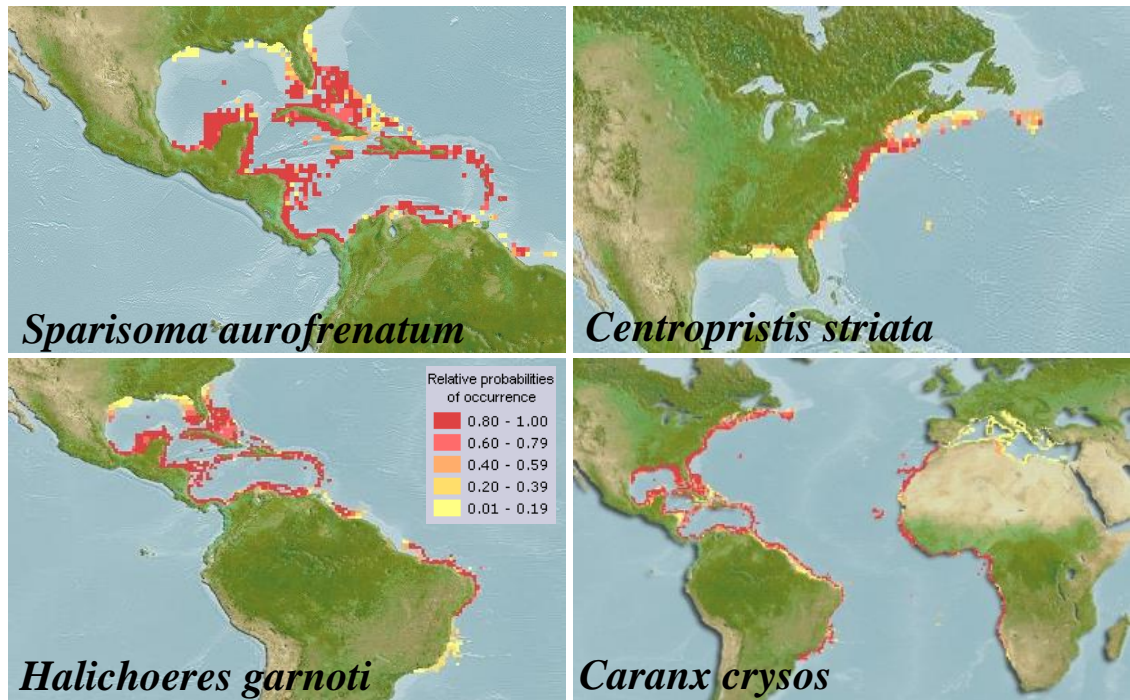 Sparisoma aurofrenatum
Centropristis striata
Halichoeres garnoti
Relative probabilities
of occurrence
0.80 - 1.00
0.60 - 0.79
0.40 - 0.59
0.20 - 0.39
0.01 - 0.19
Caranx crysos